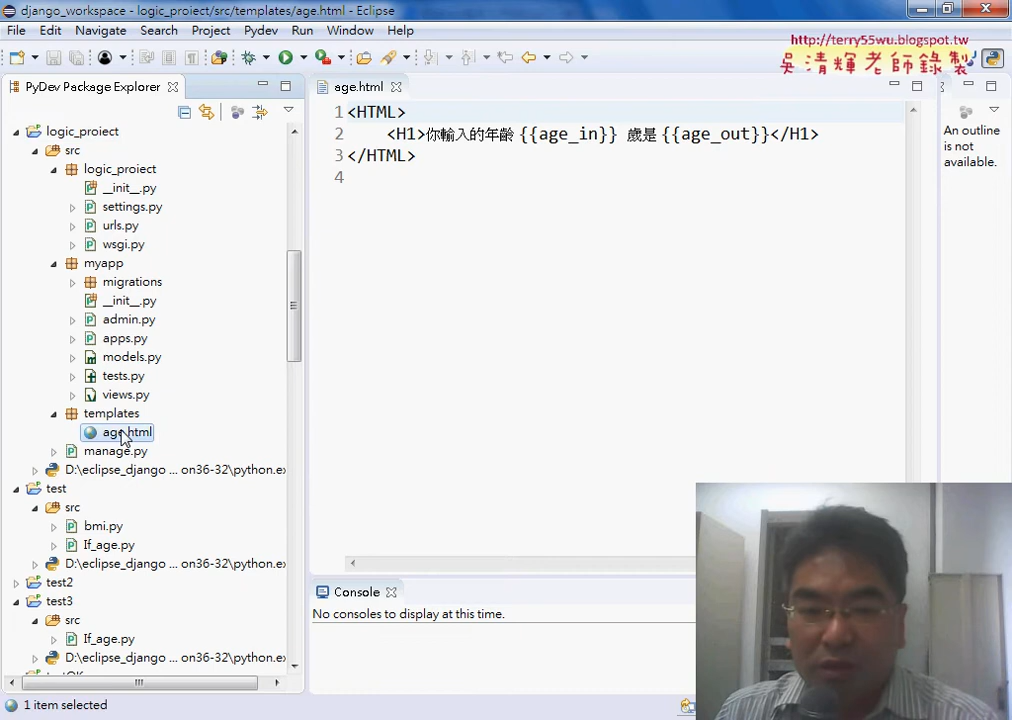 django_workspace - logic_project/src/templates/age.html - Eclipse
File Edit Navigate Search Project Pydev Run Window Help
http://terry55wu.blogspot.tw
吳清輝老師錄製
PyDev Package Explorer
age.html
logic_project
src
logic_project
__init__.py
settings.py
urls.py
wsgi.py
myapp
migrations
__init__.py
admin.py
apps.py
models.py
tests.py
views.py
templates
age.html
manage.py
D:\eclipse_django ... on36-32\python.ex
test
src
bmi.py
If_age.py
D:\eclipse_django ... on36-32\python.ex
test2
test3
src
If_age.py
D:\eclipse_django ... on36-32\python.ex
1 <HTML>
2 <H1>你輸入的年齡 {{age_in}} 歲是 {{age_out}}</H1>
3 </HTML>
4
An outline
is not
available.
Console
No consoles to display at this time.
1 item selected